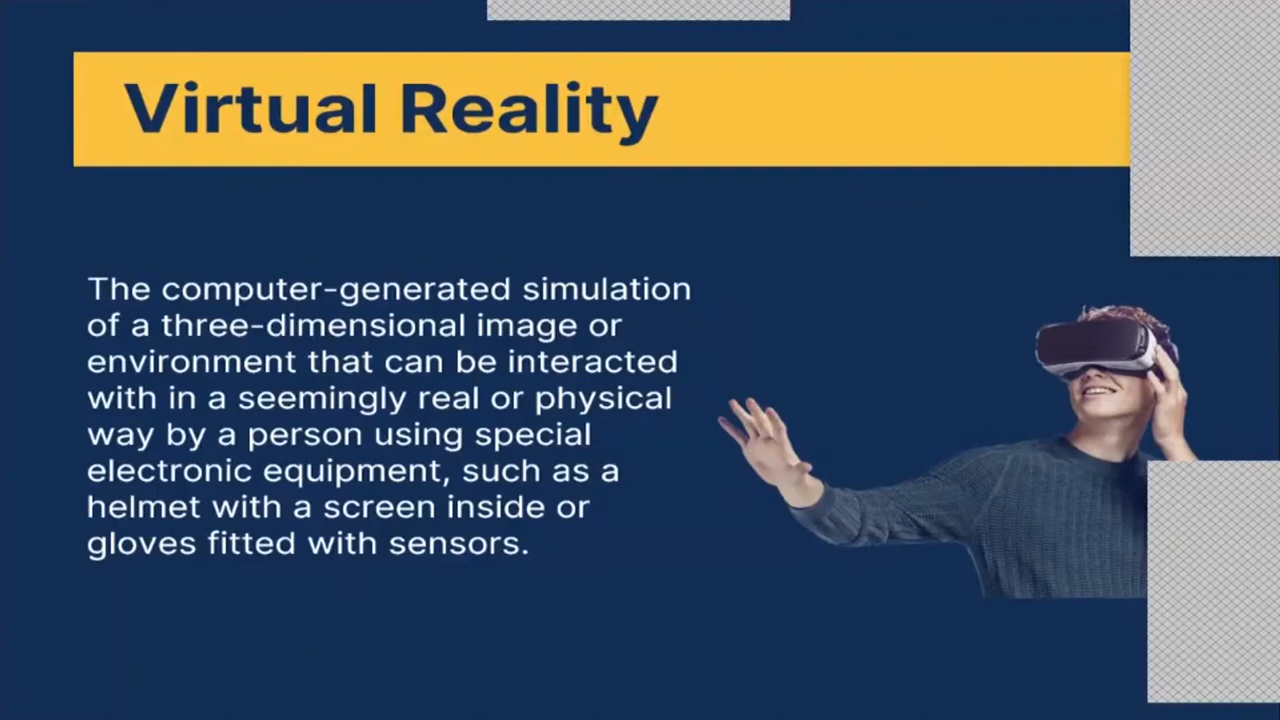 Virtual Reality
The computer-generated simulation
of a three-dimensional image or
environment that can be interacted
with in a seemingly real or physical
way by a person using special
electronic equipment, such as a
helmet with a screen inside or
gloves fitted with sensors.